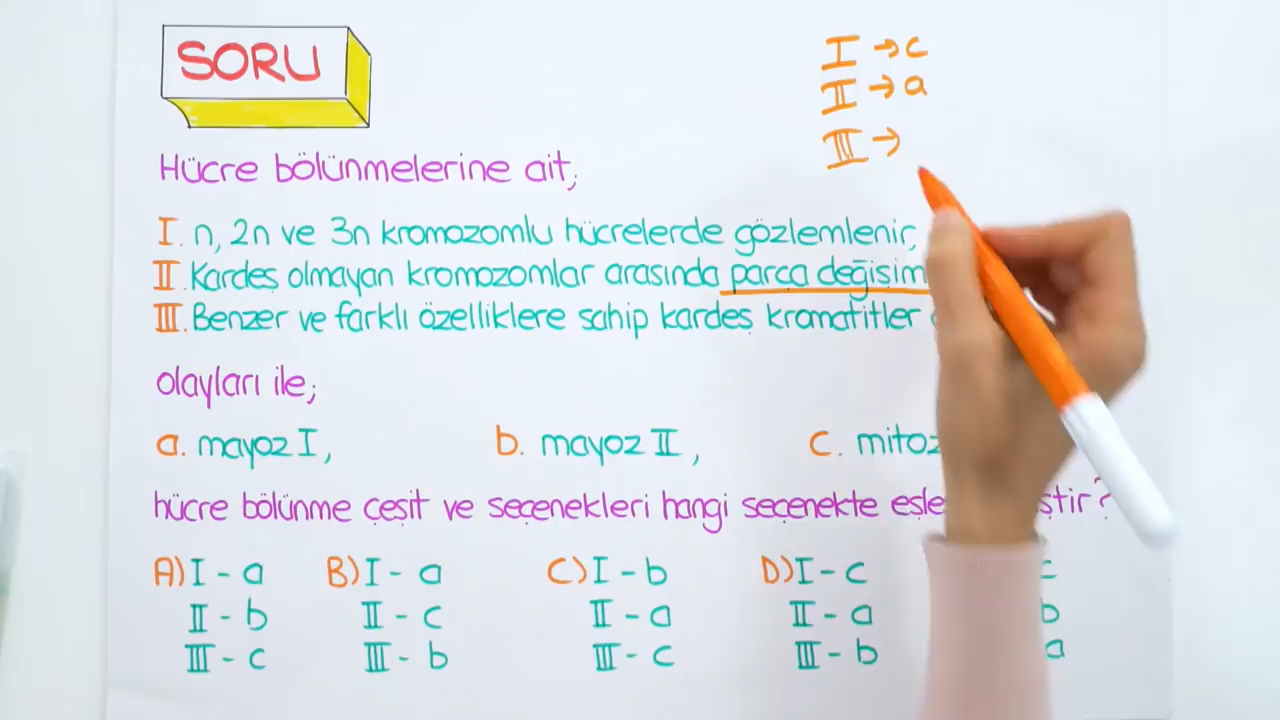 SORU
I → c
II → a
III →
Hücre bölünmelerine ait;
I. n, 2n ve 3n kromozomlu hücrelerde gözlemlenir,
II. Kardeş olmayan kromozomlar arasında parça değişim
III. Benzer ve farklı özelliklere sahip kardeş kromatitler
olayları ile;
a. mayoz I, b. mayoz II, c. mitoz
hücre bölünme çeşit ve seçenekleri hangi seçenekte eşle ştir?
A) I - a B) I - a C) I - b D) I - c c
II - b II - c II - a II - a b
III - c III - b III - c III - b a